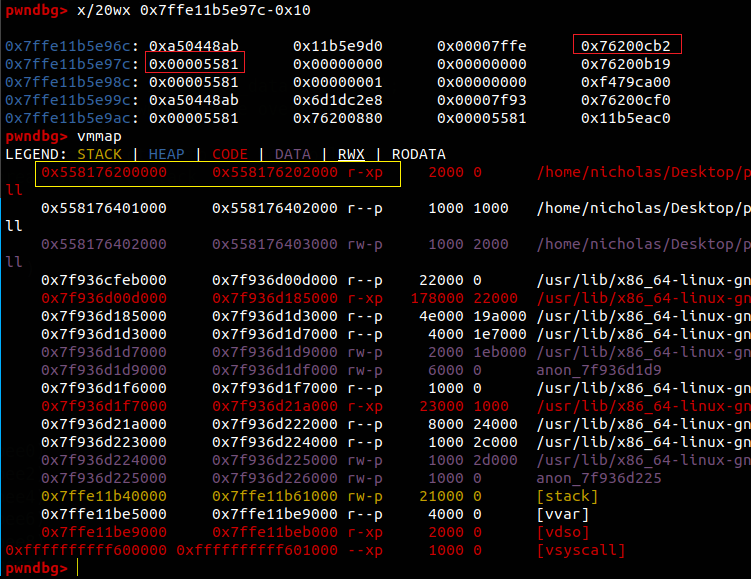 pwndbg> x/20wx 0x7ffe11b5e97c-0x10
0x7ffe11b5e96c: 0xa50448ab 0x11b5e9d0 0x00007ffe 0x76200cb2
0x7ffe11b5e97c: 0x00005581 0x00000000 0x00000000 0x76200b19
0x7ffe11b5e98c: 0x00005581 0x00000001 0x00000000 0xf479ca00
0x7ffe11b5e99c: 0xa50448ab 0x6d1dc2e8 0x00007f93 0x76200cf0
0x7ffe11b5e9ac: 0x00005581 0x76200880 0x00005581 0x11b5eac0
pwndbg> vmmap
LEGEND: STACK | HEAP | CODE | DATA | RWX | RODATA
0x558176200000 0x558176202000 r-xp 2000 0 /home/nicholas/Desktop/p
ll
0x558176401000 0x558176402000 r--p 1000 1000 /home/nicholas/Desktop/p
ll
0x558176402000 0x558176403000 rw-p 1000 2000 /home/nicholas/Desktop/p
ll
0x7f936cfeb000 0x7f936d00d000 r--p 22000 0 /usr/lib/x86_64-linux-gn
0x7f936d00d000 0x7f936d185000 r-xp 178000 22000 /usr/lib/x86_64-linux-gn
0x7f936d185000 0x7f936d1d3000 r--p 4e000 19a000 /usr/lib/x86_64-linux-gn
0x7f936d1d3000 0x7f936d1d7000 r--p 4000 1e7000 /usr/lib/x86_64-linux-gn
0x7f936d1d7000 0x7f936d1d9000 rw-p 2000 1eb000 /usr/lib/x86_64-linux-gn
0x7f936d1d9000 0x7f936d1df000 rw-p 6000 0 anon_7f936d1d9
0x7f936d1f6000 0x7f936d1f7000 r--p 1000 0 /usr/lib/x86_64-linux-gn
0x7f936d1f7000 0x7f936d21a000 r-xp 23000 1000 /usr/lib/x86_64-linux-gn
0x7f936d21a000 0x7f936d222000 r--p 8000 24000 /usr/lib/x86_64-linux-gn
0x7f936d223000 0x7f936d224000 r--p 1000 2c000 /usr/lib/x86_64-linux-gn
0x7f936d224000 0x7f936d225000 rw-p 1000 2d000 /usr/lib/x86_64-linux-gn
0x7f936d225000 0x7f936d226000 rw-p 1000 0 anon_7f936d225
0x7ffe11b40000 0x7ffe11b61000 rw-p 21000 0 [stack]
0x7ffe11be5000 0x7ffe11be9000 r--p 4000 0 [vvar]
0x7ffe11be9000 0x7ffe11beb000 r-xp 2000 0 [vdso]
0xffffffffff600000 0xffffffffff601000 --xp 1000 0 [vsyscall]
pwndbg>